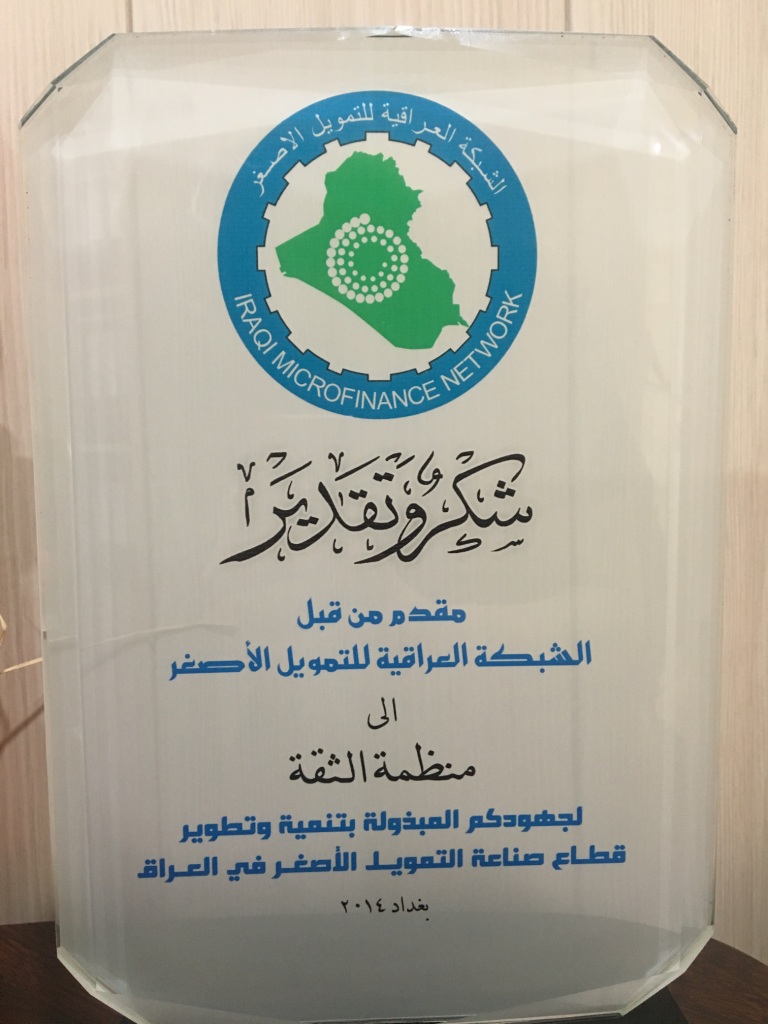 الشبكة العراقية للتمويل الاصغر
IRAQI MICROFINANCE NETWORK
شكر وتقدير
مقدم من قبل
الشبكة العراقية للتمويل الأصغر
الى
منظمة الثقة
لجهودكم المبذولة بتنمية وتطوير
قطاع صناعة التمويل الأصغر في العراق
بغداد ٢٠١٤